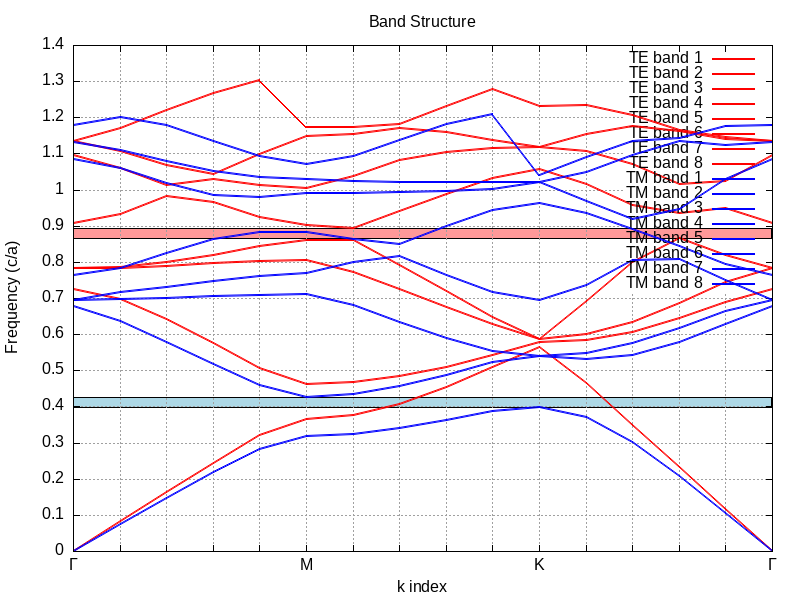 Band Structure
1.4
1.3
1.2
1.1
1
0.9
0.8
0.7
0.6
0.5
0.4
0.3
0.2
0.1
0
Frequency (c/a)
TE band 1
TE band 2
TE band 3
TE band 4
TE band 5
TE band 6
TE band 7
TE band 8
TM band 1
TM band 2
TM band 3
TM band 4
TM band 5
TM band 6
TM band 7
TM band 8
Γ M K Γ
k index